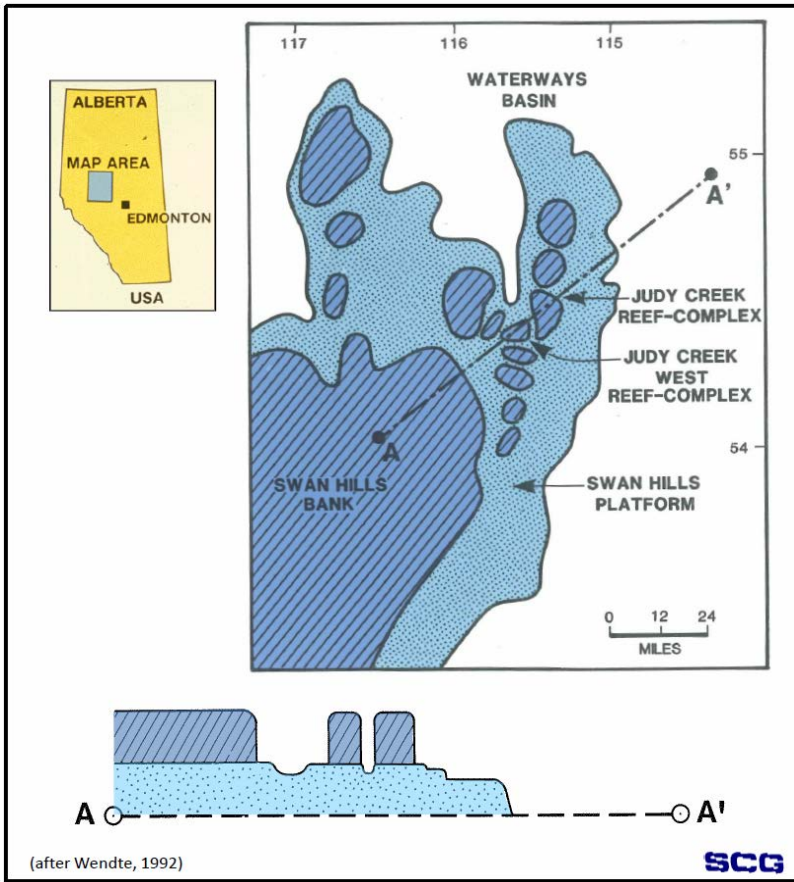 117 116 115
WATERWAYS
BASIN
ALBERTA
MAP AREA
EDMONTON
USA
55
A'
JUDY CREEK
REEF-COMPLEX
JUDY CREEK
WEST
REEF-COMPLEX
A
54
SWAN HILLS
BANK
SWAN HILLS
PLATFORM
0 12 24
MILES
A A'
(after Wendte, 1992)
SCG